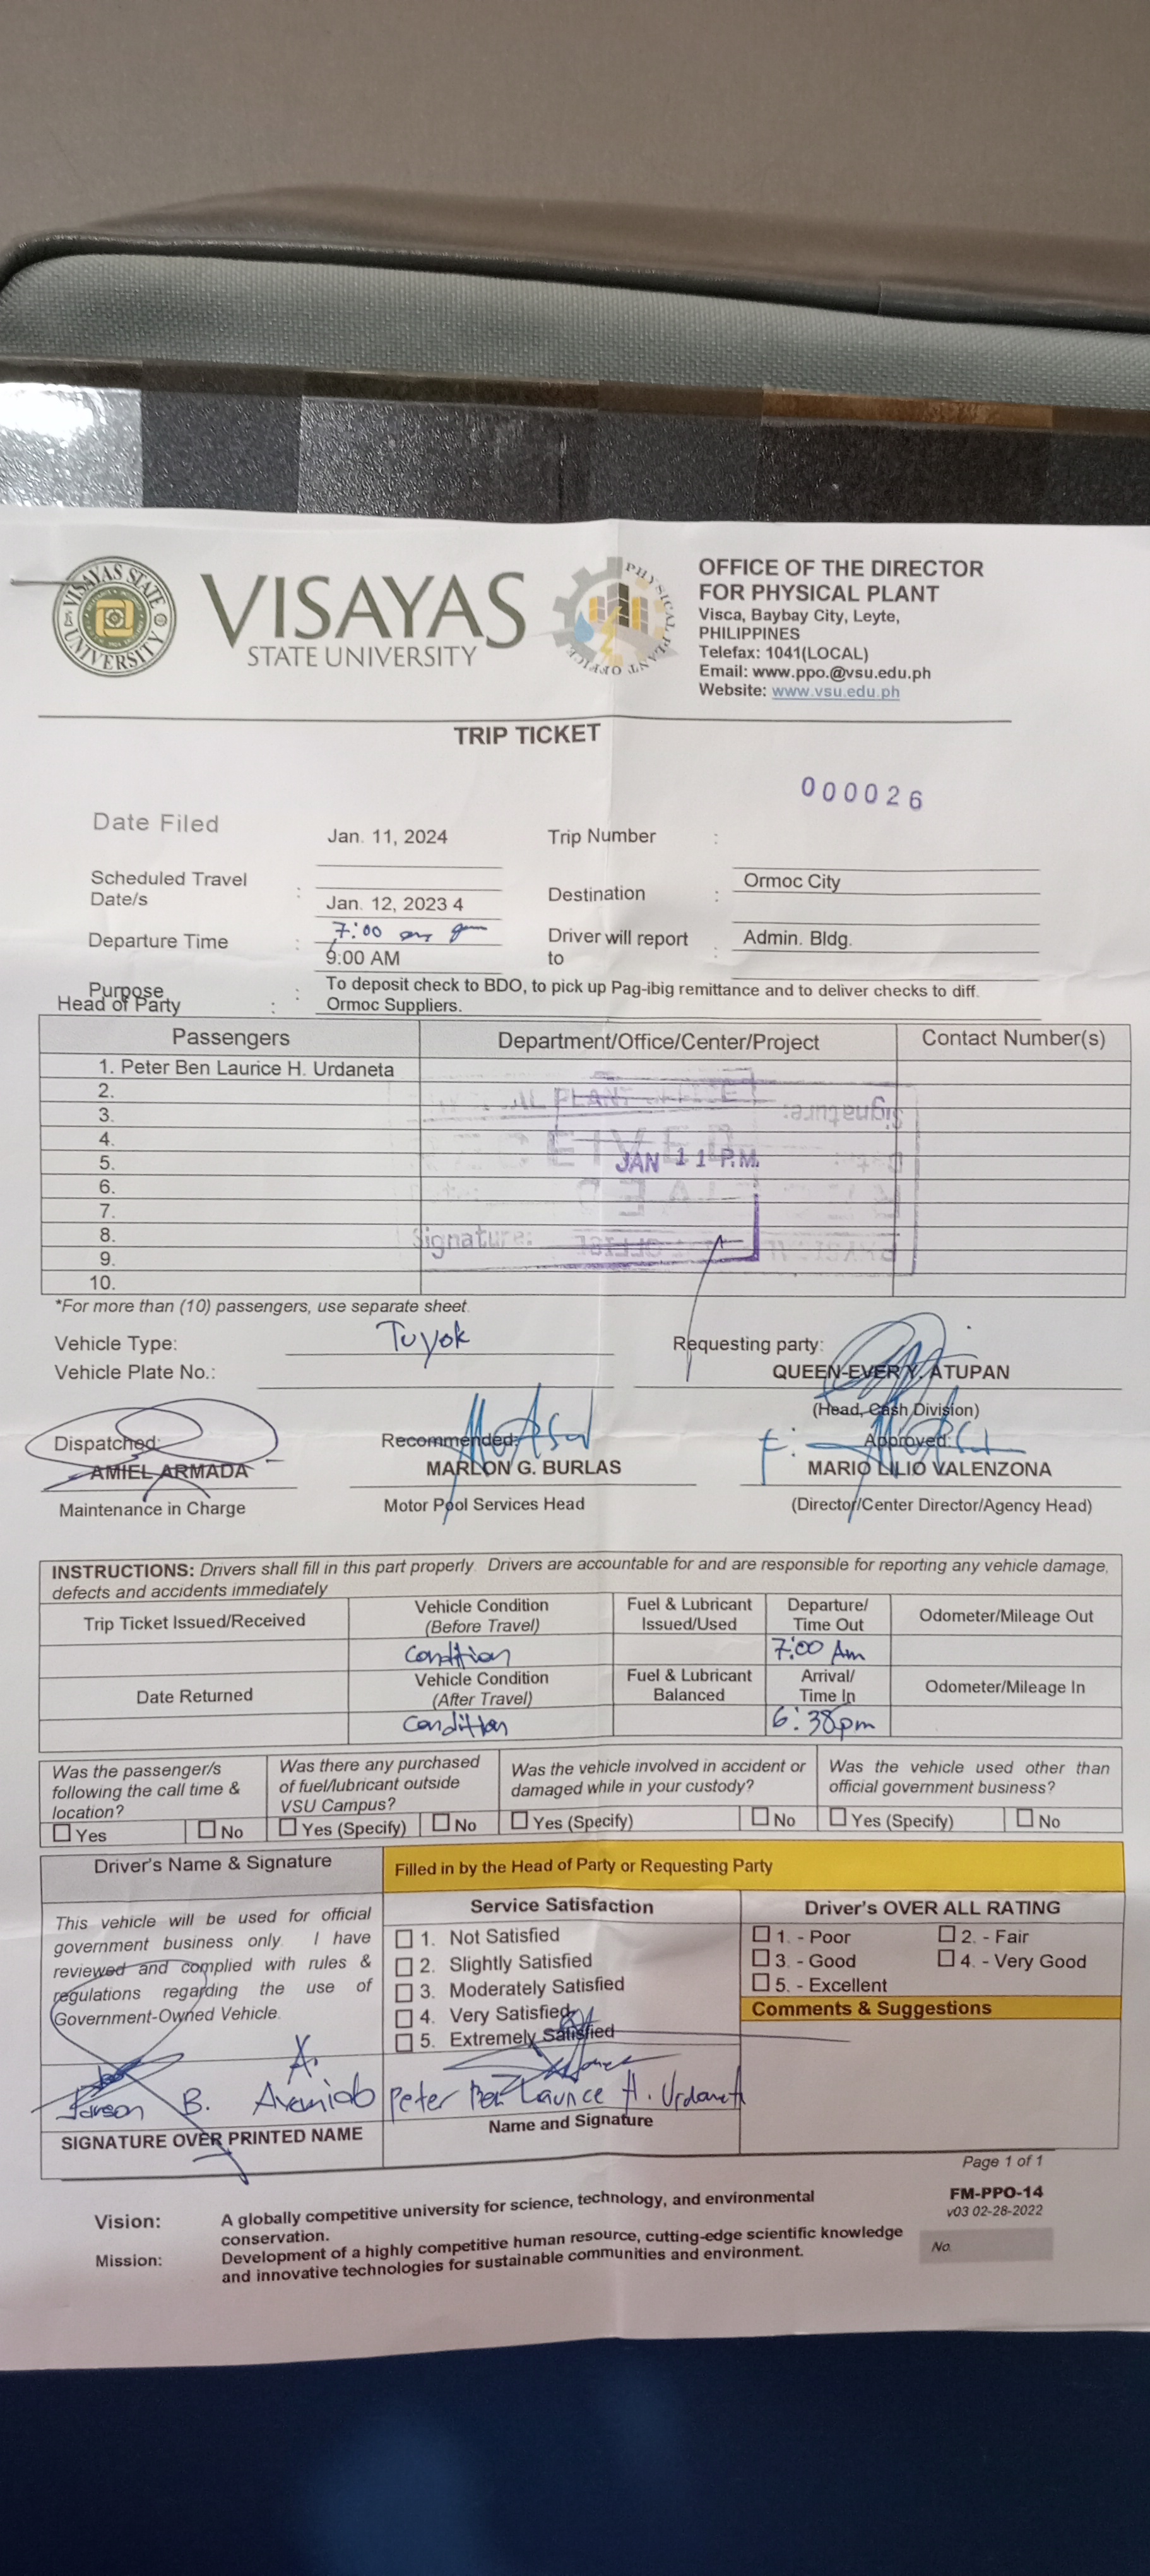 VISAYAS STATE UNIVERSITY
VISAYAS
STATE UNIVERSITY
PHYSICAL PLANT OFFICE
OFFICE OF THE DIRECTOR
FOR PHYSICAL PLANT
Visca, Baybay City, Leyte,
PHILIPPINES
Telefax: 1041(LOCAL)
Email: www.ppo.@vsu.edu.ph
Website: www.vsu.edu.ph
TRIP TICKET
000026
Date Filed Jan. 11, 2024 Trip Number :
Scheduled Travel Date/s : Jan. 12, 2023 4 Destination : Ormoc City
Departure Time : 7:00 9:00 AM Driver will report to : Admin. Bldg.
Purpose : To deposit check to BDO, to pick up Pag-ibig remittance and to deliver checks to diff.
Head of Party : Ormoc Suppliers.
Passengers Department/Office/Center/Project Contact Number(s)
1. Peter Ben Laurice H. Urdaneta
2.
3.
4.
5.
6.
7.
8.
9.
10.
JAN 11 P.M.
Signature:
*For more than (10) passengers, use separate sheet.
Vehicle Type: Tuyok Requesting party:
Vehicle Plate No.: QUEEN-EVER Y. ATUPAN
(Head, Cash Division)
Dispatched: Recommended: Approved:
AMIEL ARMADA MARLON G. BURLAS MARIO LILIO VALENZONA
Maintenance in Charge Motor Pool Services Head (Director/Center Director/Agency Head)
INSTRUCTIONS: Drivers shall fill in this part properly. Drivers are accountable for and are responsible for reporting any vehicle damage,
defects and accidents immediately
Trip Ticket Issued/Received Vehicle Condition (Before Travel) Fuel & Lubricant Issued/Used Departure/ Time Out Odometer/Mileage Out
Condition 7:00 Am
Date Returned Vehicle Condition (After Travel) Fuel & Lubricant Balanced Arrival/ Time In Odometer/Mileage In
Condition 6:38pm
Was the passenger/s following the call time & location? Was there any purchased of fuel/lubricant outside VSU Campus? Was the vehicle involved in accident or damaged while in your custody? Was the vehicle used other than official government business?
Yes No Yes (Specify) No Yes (Specify) No Yes (Specify) No
Driver's Name & Signature Filled in by the Head of Party or Requesting Party
This vehicle will be used for official
government business only. I have
reviewed and complied with rules &
regulations regarding the use of
Government-Owned Vehicle.
Service Satisfaction
1. Not Satisfied
2. Slightly Satisfied
3. Moderately Satisfied
4. Very Satisfied
5. Extremely Satisfied
Driver's OVER ALL RATING
1. - Poor 2. - Fair
3. - Good 4. - Very Good
5. - Excellent
Comments & Suggestions
B. Peter Ben Laurice H. Urdaneta
SIGNATURE OVER PRINTED NAME Name and Signature
Page 1 of 1
FM-PPO-14
v03 02-28-2022
No.
Vision: A globally competitive university for science, technology, and environmental
conservation.
Mission: Development of a highly competitive human resource, cutting-edge scientific knowledge
and innovative technologies for sustainable communities and environment.